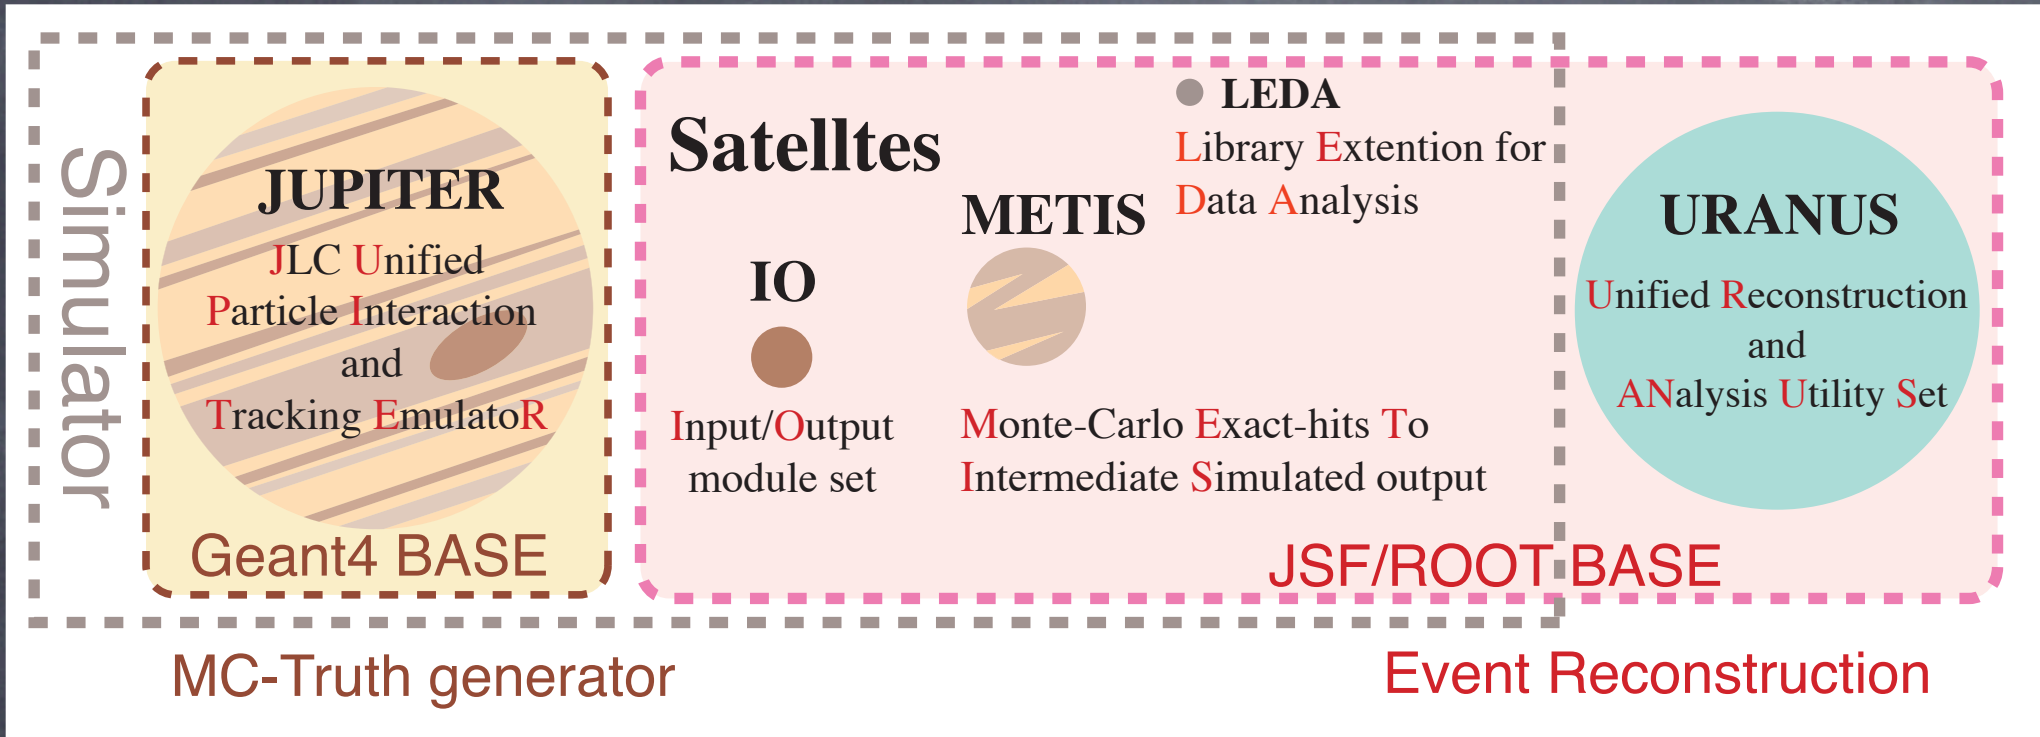 Simulator
JUPITER
JLC Unified
Particle Interaction
and
Tracking EmulatoR
Geant4 BASE
Satelltes
IO
Input/Output
module set
METIS
Monte-Carlo Exact-hits To
Intermediate Simulated output
LEDA
Library Extention for
Data Analysis
URANUS
Unified Reconstruction
and
ANalysis Utility Set
JSF/ROOT BASE
MC-Truth generator
Event Reconstruction